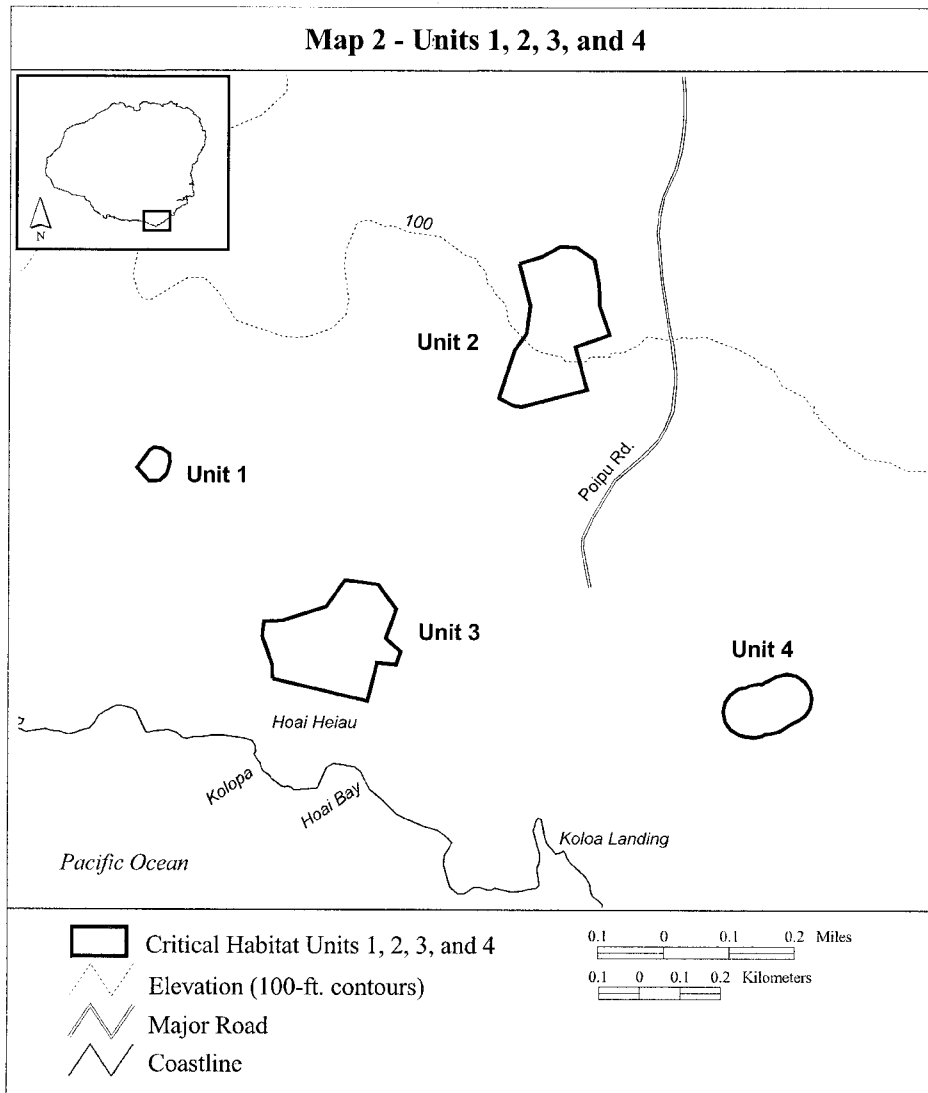 Map 2 - Units 1, 2, 3, and 4
N
100
Unit 2
Unit 1
Poipu Rd.
Unit 3
Unit 4
Hoai Heiau
Kolopa
Hoai Bay
Koloa Landing
Pacific Ocean
Critical Habitat Units 1, 2, 3, and 4
Elevation (100-ft. contours)
Major Road
Coastline
0.1 0 0.1 0.2 Miles
0.1 0 0.1 0.2 Kilometers